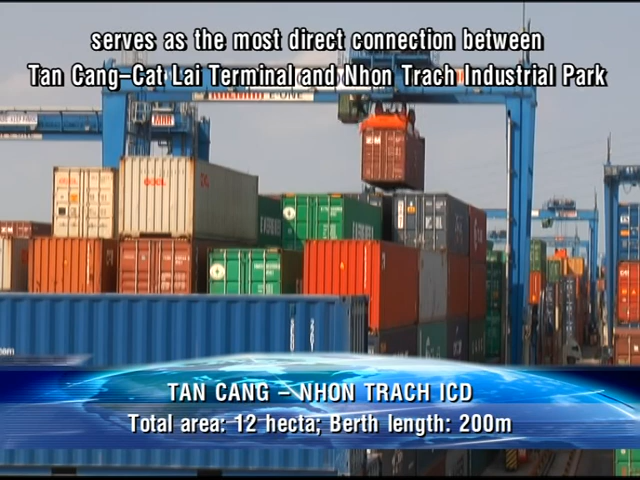 serves as the most direct connection between
Tan Cang-Cat Lai Terminal and Nhon Trach Industrial Park
TAN CANG - NHON TRACH ICD
Total area: 12 hecta; Berth length: 200m